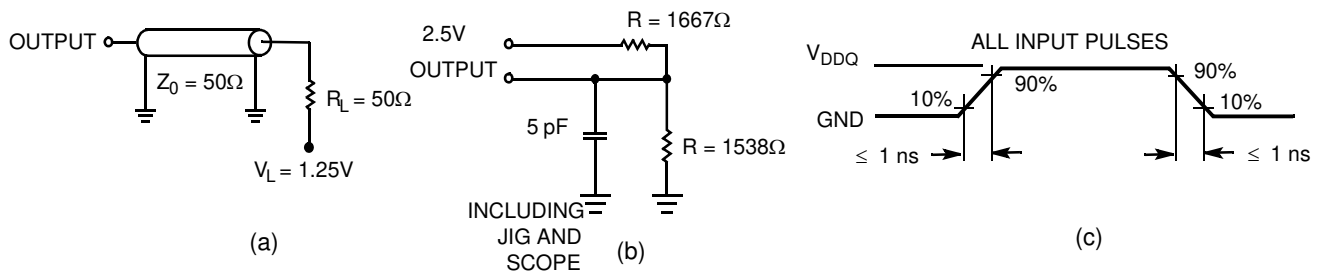 OUTPUT
Z0 = 50Ω
RL = 50Ω
VL = 1.25V
(a)
R = 1667Ω
2.5V
OUTPUT
5 pF
R = 1538Ω
INCLUDING
JIG AND
SCOPE
(b)
ALL INPUT PULSES
VDDQ
90%
90%
10%
10%
GND
≤ 1 ns
≤ 1 ns
(c)